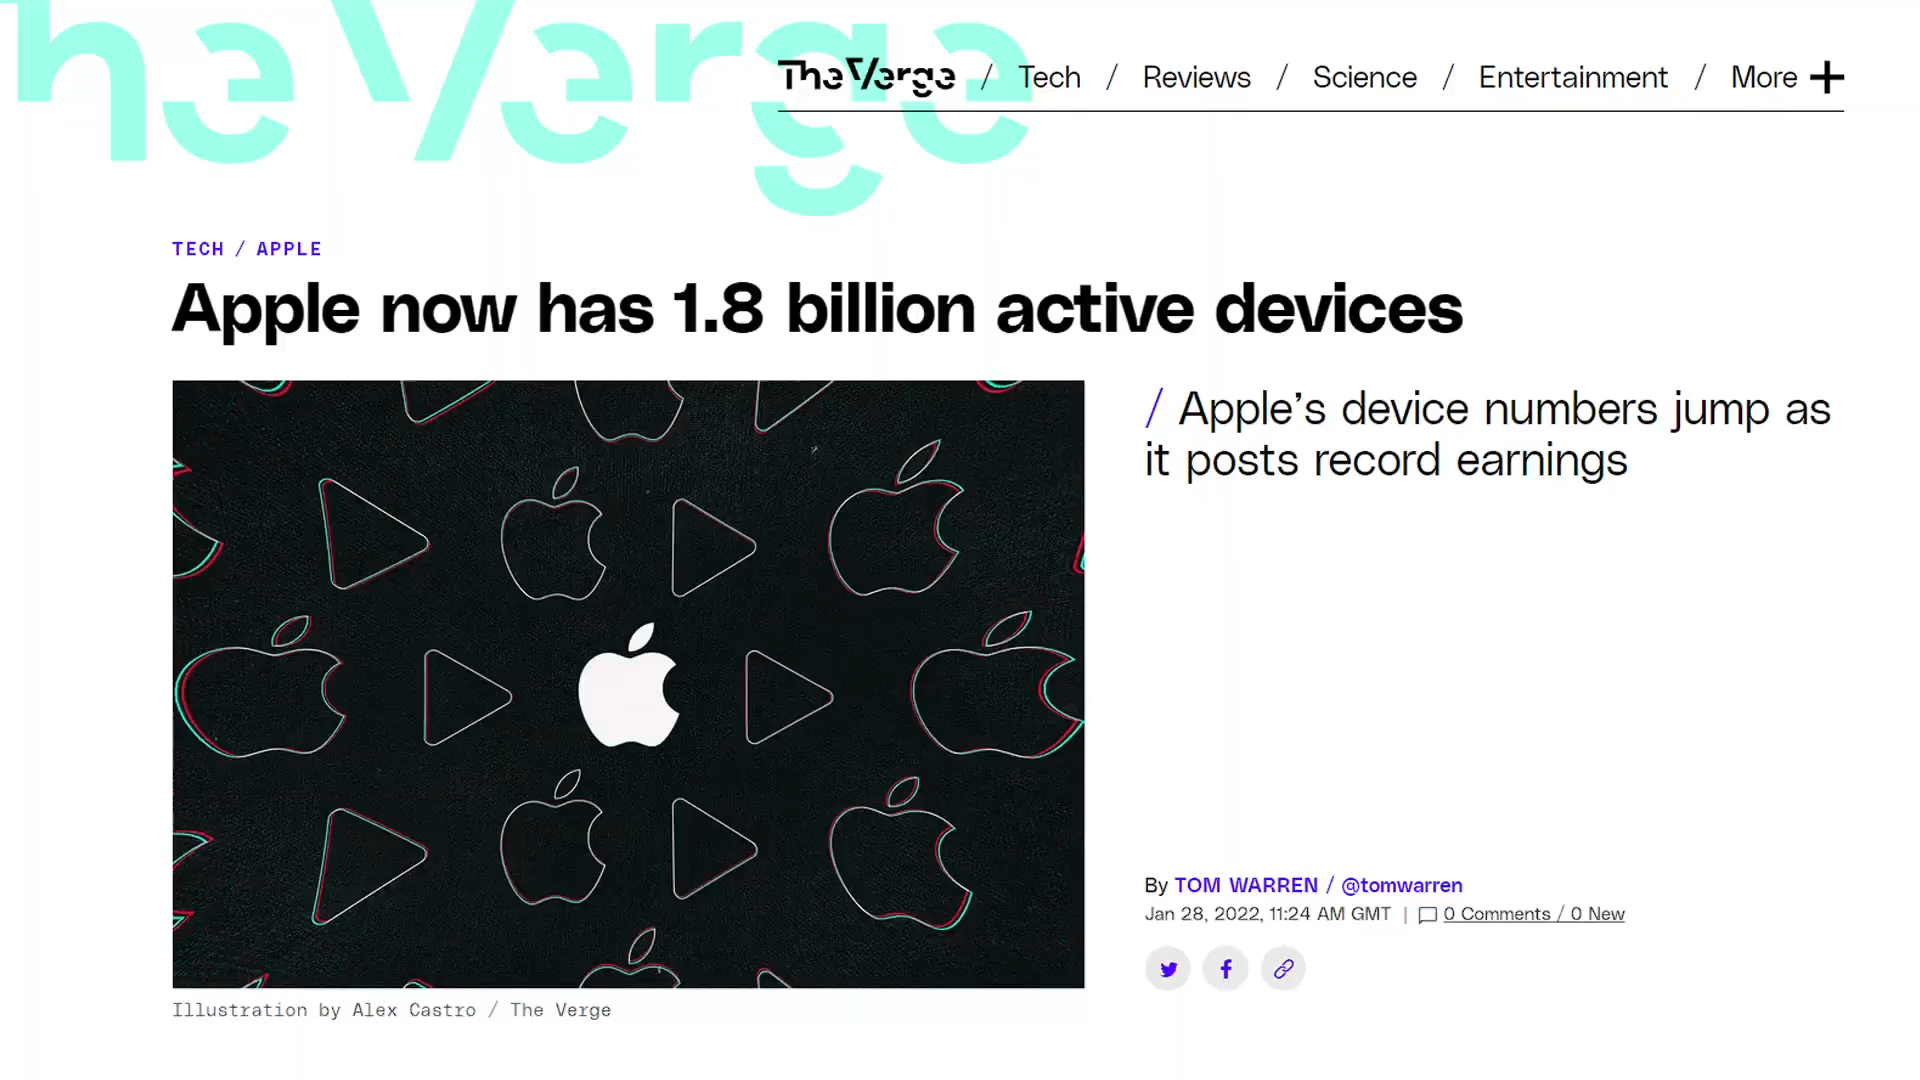 The Verge
The Verge / Tech / Reviews / Science / Entertainment / More +
TECH / APPLE
Apple now has 1.8 billion active devices
/ Apple’s device numbers jump as
it posts record earnings
By TOM WARREN / @tomwarren
Jan 28, 2022, 11:24 AM GMT | 0 Comments / 0 New
Illustration by Alex Castro / The Verge